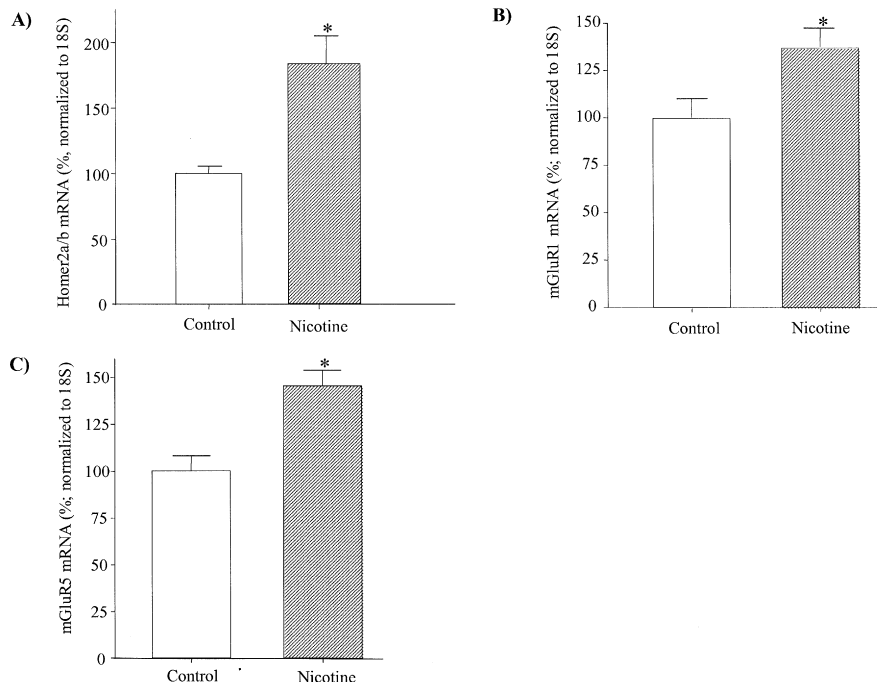 A)
Homer2a/b mRNA (%, normalized to 18S)
200
150
100
50
0
*
Control
Nicotine
B)
mGluR1 mRNA (%; normalized to 18S)
150
125
100
75
50
25
0
*
Control
Nicotine
C)
mGluR5 mRNA (%; normalized to 18S)
150
125
100
75
50
25
0
*
Control
Nicotine